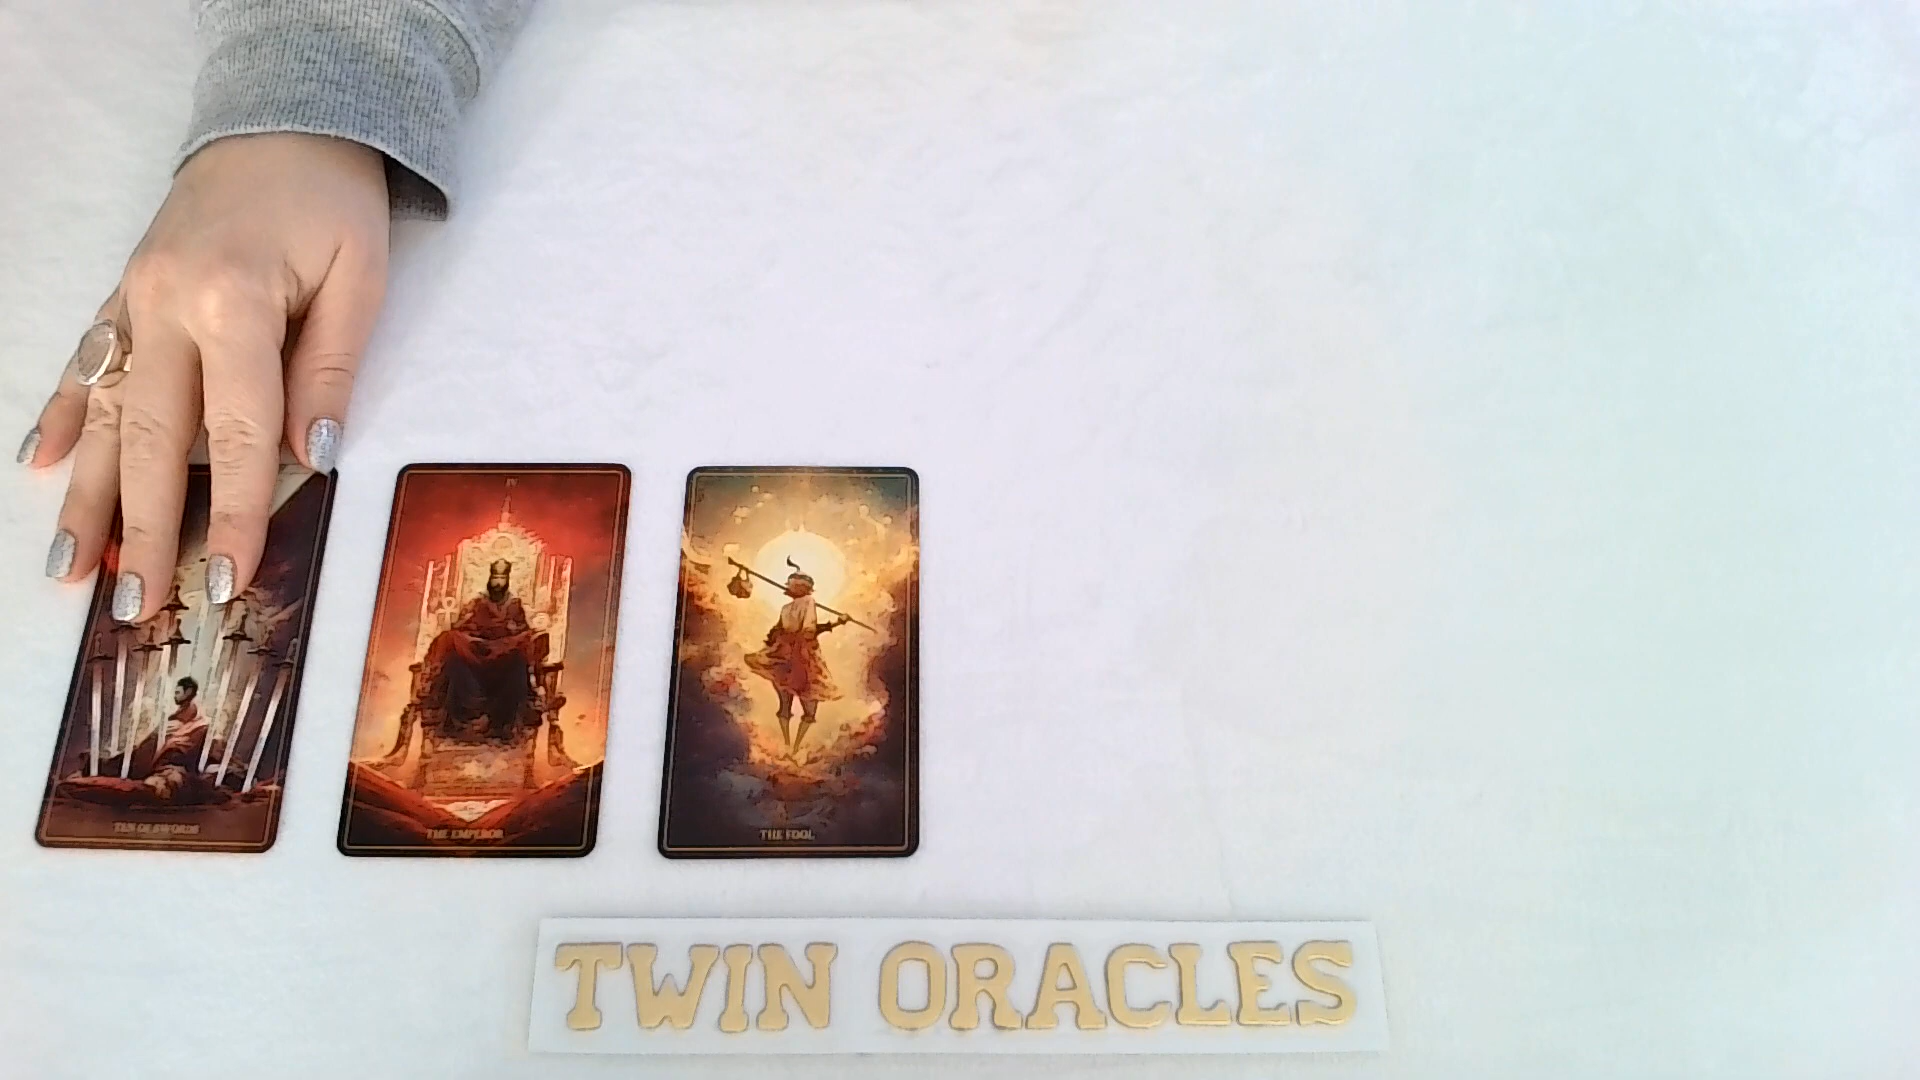 IV
TEN OF SWORDS
THE EMPEROR
THE FOOL
TWIN ORACLES